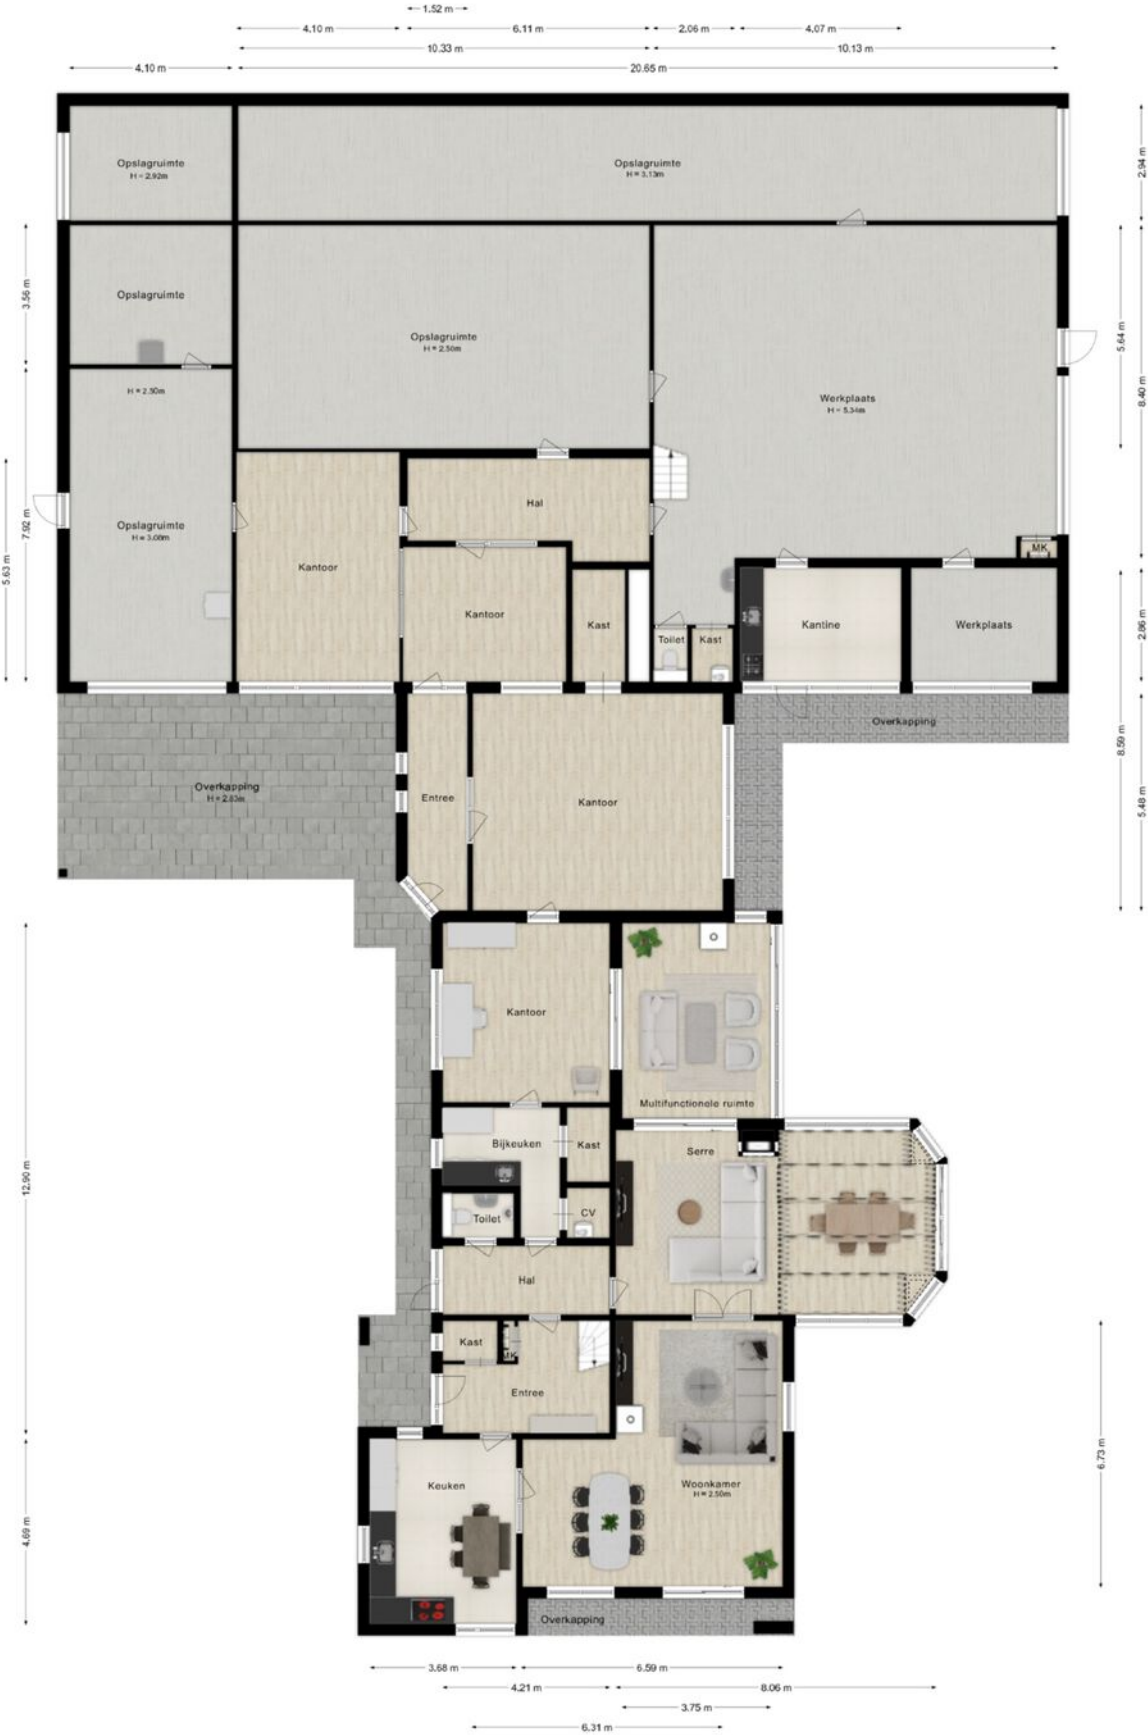 1.52 m
4.10 m
6.11 m
2.06 m
4.07 m
10.33 m
10.13 m
4.10 m
20.65 m
Opslagruimte
H = 2.92m
Opslagruimte
H = 3.13m
2.94 m
Opslagruimte
3.56 m
Opslagruimte
H = 2.50m
5.64 m
H = 2.50m
Werkplaats
H = 5.34m
8.40 m
Hal
Opslagruimte
H = 3.08m
7.92 m
5.63 m
MK
Kantoor
Kantoor
Kast
Toilet
Kast
Kantine
Werkplaats
2.86 m
Overkapping
8.59 m
Overkapping
H = 2.83m
Entree
Kantoor
5.48 m
Kantoor
Multifunctionele ruimte
Bijkeuken
Kast
Serre
12.90 m
Toilet
CV
Hal
Kast
MK
Entree
6.73 m
Keuken
Woonkamer
H = 2.50m
4.69 m
Overkapping
3.68 m
6.59 m
4.21 m
8.06 m
3.75 m
6.31 m